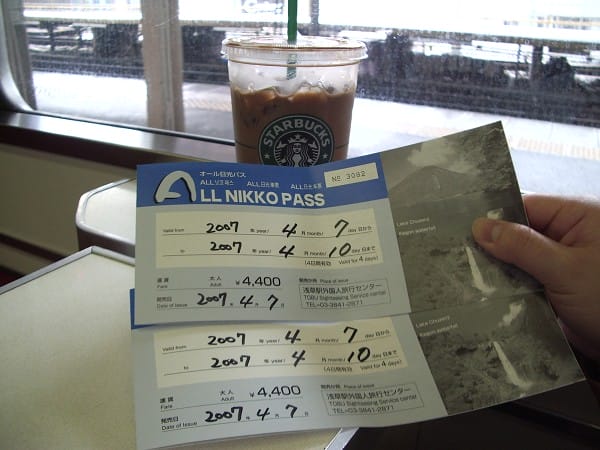 STARBUCKS
オール日光パス
ALL NIKKO PASS
No 3082
Valid from 2007 年 year/ 4 月 month/ 7 day 日から
to 2007 年 year/ 4 月 month/ 10 day 日まで
(4日間有効 Valid for 4 days)
運賃 Fare 大人 Adult ¥4,400
発売日 Date of Issue 2007 年 4 月 7 日
発売箇所 Place of issue
浅草駅外国人旅行センター
TOBU Sightseeing Service center
TEL=03-3841-2871
Lake Chuzenji
Kegon waterfall
Valid from 2007 年 year/ 4 月 month/ 7 day 日から
to 2007 年 year/ 4 月 month/ 10 day 日まで
(4日間有効 Valid for 4 days)
運賃 Fare 大人 Adult ¥4,400
発売日 Date of Issue 2007 年 4 月 7 日
発売箇所 Place of issue
浅草駅外国人旅行センター
TOBU Sightseeing Service center
TEL=03-3841-2871
Lake Chuzenji
Kegon waterfall